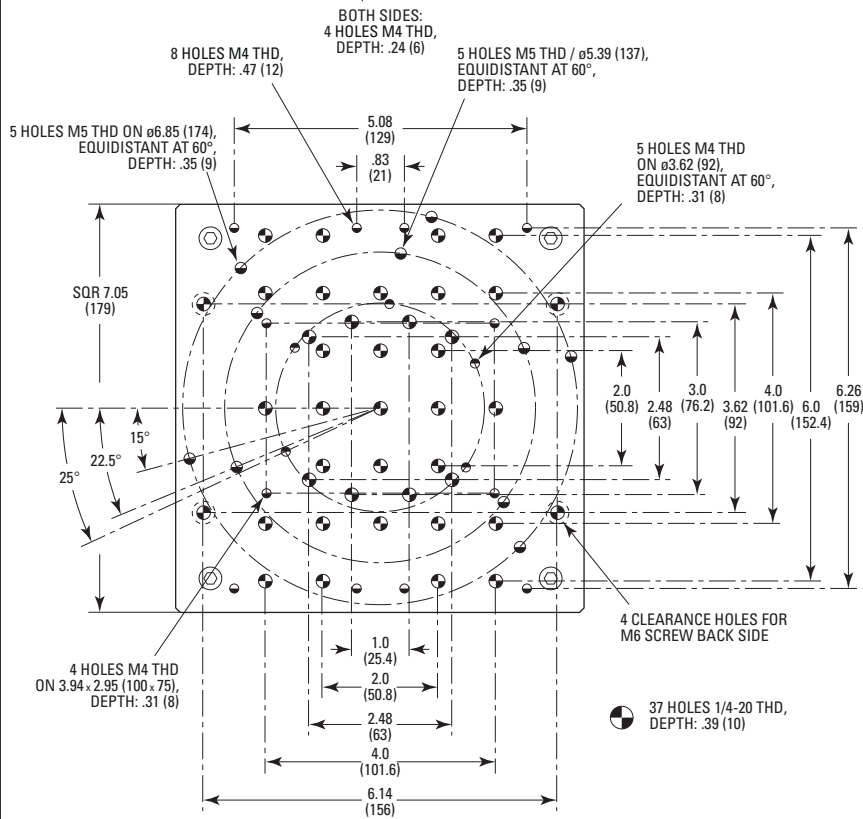 BOTH SIDES:
4 HOLES M4 THD,
DEPTH: .24 (6)
8 HOLES M4 THD,
DEPTH: .47 (12)
5 HOLES M5 THD / ø5.39 (137),
EQUIDISTANT AT 60°,
DEPTH: .35 (9)
5 HOLES M5 THD ON ø6.85 (174),
EQUIDISTANT AT 60°,
DEPTH: .35 (9)
5.08
(129)
.83
(21)
5 HOLES M4 THD
ON ø3.62 (92),
EQUIDISTANT AT 60°,
DEPTH: .31 (8)
SQR 7.05
(179)
2.0
(50.8)
2.48
(63)
3.0
(76.2)
3.62
(92)
4.0
(101.6)
6.0
(152.4)
6.26
(159)
15°
22.5°
25°
4 HOLES M4 THD
ON 3.94 x 2.95 (100 x 75),
DEPTH: .31 (8)
1.0
(25.4)
2.0
(50.8)
2.48
(63)
4.0
(101.6)
6.14
(156)
4 CLEARANCE HOLES FOR
M6 SCREW BACK SIDE
37 HOLES 1/4-20 THD,
DEPTH: .39 (10)